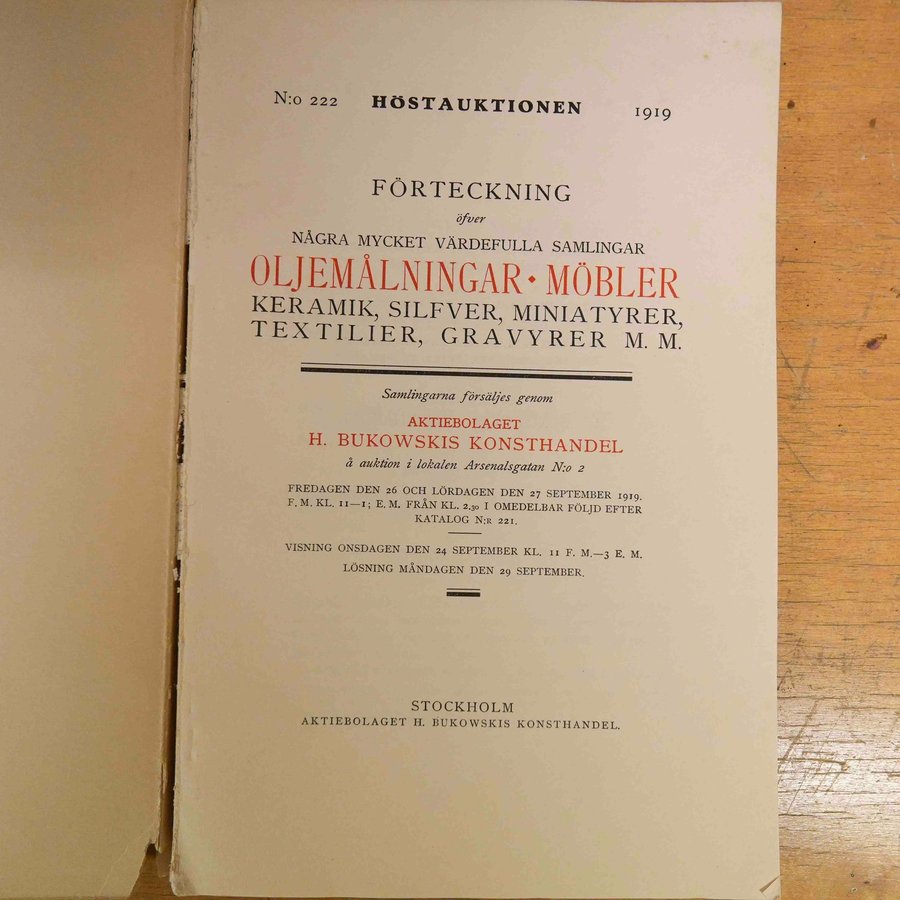 N:o 222 HÖSTAUKTIONEN 1919
FÖRTECKNING
öfver
NÅGRA MYCKET VÄRDEFULLA SAMLINGAR
OLJEMÅLNINGAR • MÖBLER
KERAMIK, SILFVER, MINIATYRER,
TEXTILIER, GRAVYRER M. M.
Samlingarna försäljes genom
AKTIEBOLAGET
H. BUKOWSKIS KONSTHANDEL
å auktion i lokalen Arsenalsgatan N:o 2
FREDAGEN DEN 26 OCH LÖRDAGEN DEN 27 SEPTEMBER 1919.
F. M. KL. 11—1; E. M. FRÅN KL. 2,30 I OMEDELBAR FÖLJD EFTER
KATALOG N:R 221.
VISNING ONSDAGEN DEN 24 SEPTEMBER KL. 11 F. M.—3 E. M.
LÖSNING MÅNDAGEN DEN 29 SEPTEMBER.
STOCKHOLM
AKTIEBOLAGET H. BUKOWSKIS KONSTHANDEL.